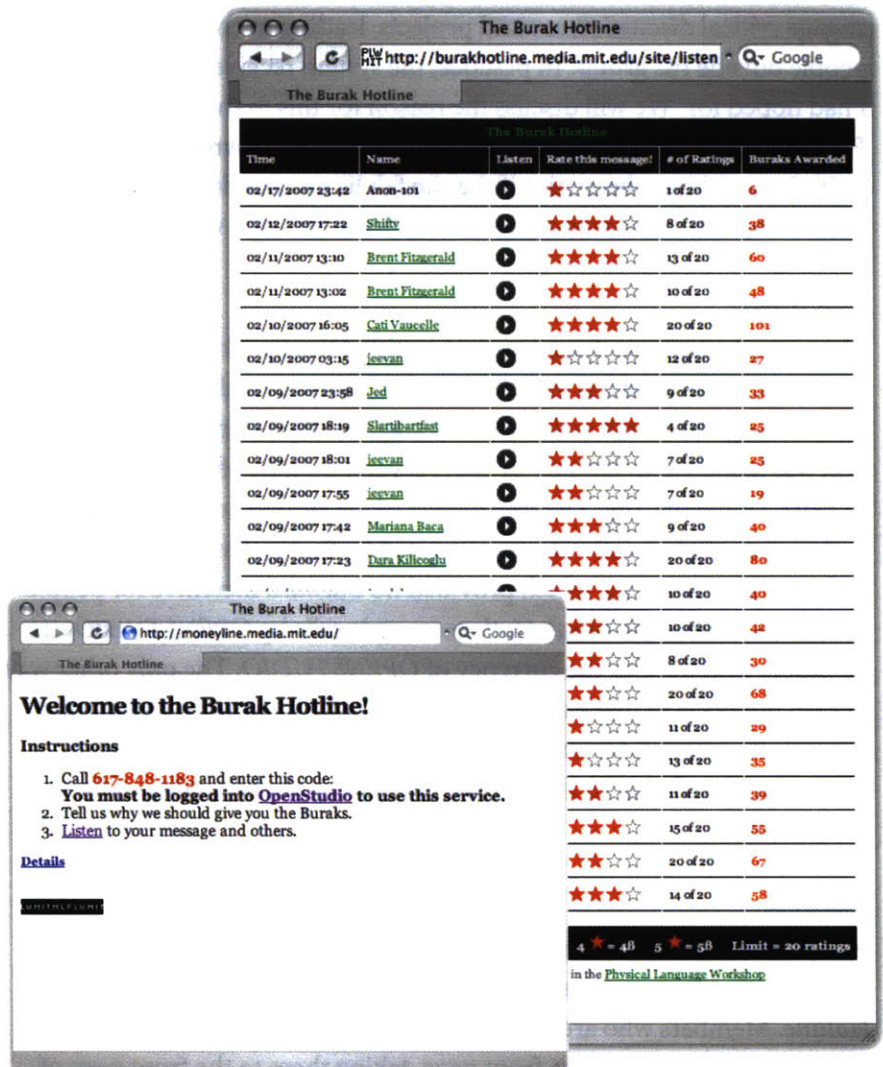 The Burak Hotline
PLW MIT http://burakhotline.media.mit.edu/site/listen Google
The Burak Hotline
The Burak Hotline
Time Name Listen Rate this message! # of Ratings Buraks Awarded
02/17/2007 23:42 Anon-101 1 of 20 6
02/12/2007 17:22 Shifty 8 of 20 38
02/11/2007 13:10 Brent Fitzgerald 13 of 20 60
02/11/2007 13:02 Brent Fitzgerald 10 of 20 48
02/10/2007 16:05 Cati Vaucelle 20 of 20 101
02/10/2007 03:15 jeevan 12 of 20 27
02/09/2007 23:58 Jed 9 of 20 33
02/09/2007 18:19 Slartibartfast 4 of 20 25
02/09/2007 18:01 jeevan 7 of 20 25
02/09/2007 17:55 jeevan 7 of 20 19
02/09/2007 17:42 Mariana Baca 9 of 20 40
02/09/2007 17:23 Dara Kilicoglu 20 of 20 80
10 of 20 40
10 of 20 42
8 of 20 30
20 of 20 68
11 of 20 29
13 of 20 35
11 of 20 39
15 of 20 55
20 of 20 67
14 of 20 58
4 ★ = 4ß 5 ★ = 5ß Limit = 20 ratings
in the Physical Language Workshop
The Burak Hotline
http://moneyline.media.mit.edu/ Google
The Burak Hotline
Welcome to the Burak Hotline!
Instructions
1. Call 617-848-1183 and enter this code:
You must be logged into OpenStudio to use this service.
2. Tell us why we should give you the Buraks.
3. Listen to your message and others.
Details